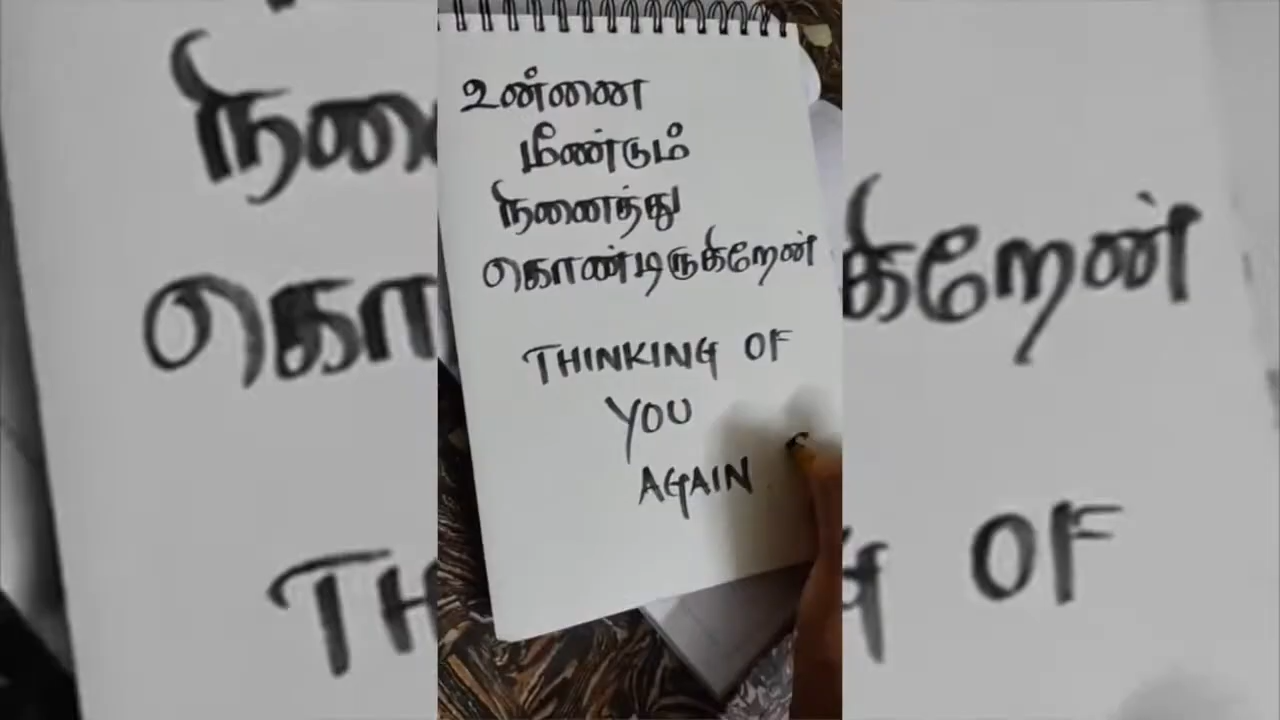 உன்னை
மீண்டும்
நினைத்து
கொண்டிருகிறேன்
THINKING OF
YOU
AGAIN